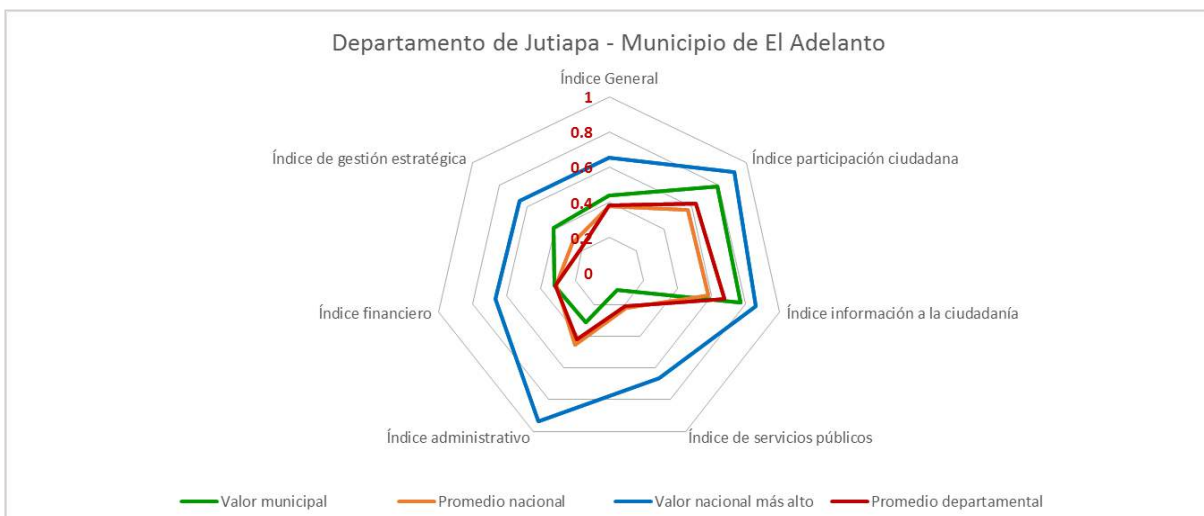 Departamento de Jutiapa - Municipio de El Adelanto
Índice General
1
0.8
0.6
0.4
0.2
0
Índice de gestión estratégica
Índice participación ciudadana
Índice financiero
Índice información a la ciudadanía
Índice administrativo
Índice de servicios públicos
Valor municipal
Promedio nacional
Valor nacional más alto
Promedio departamental